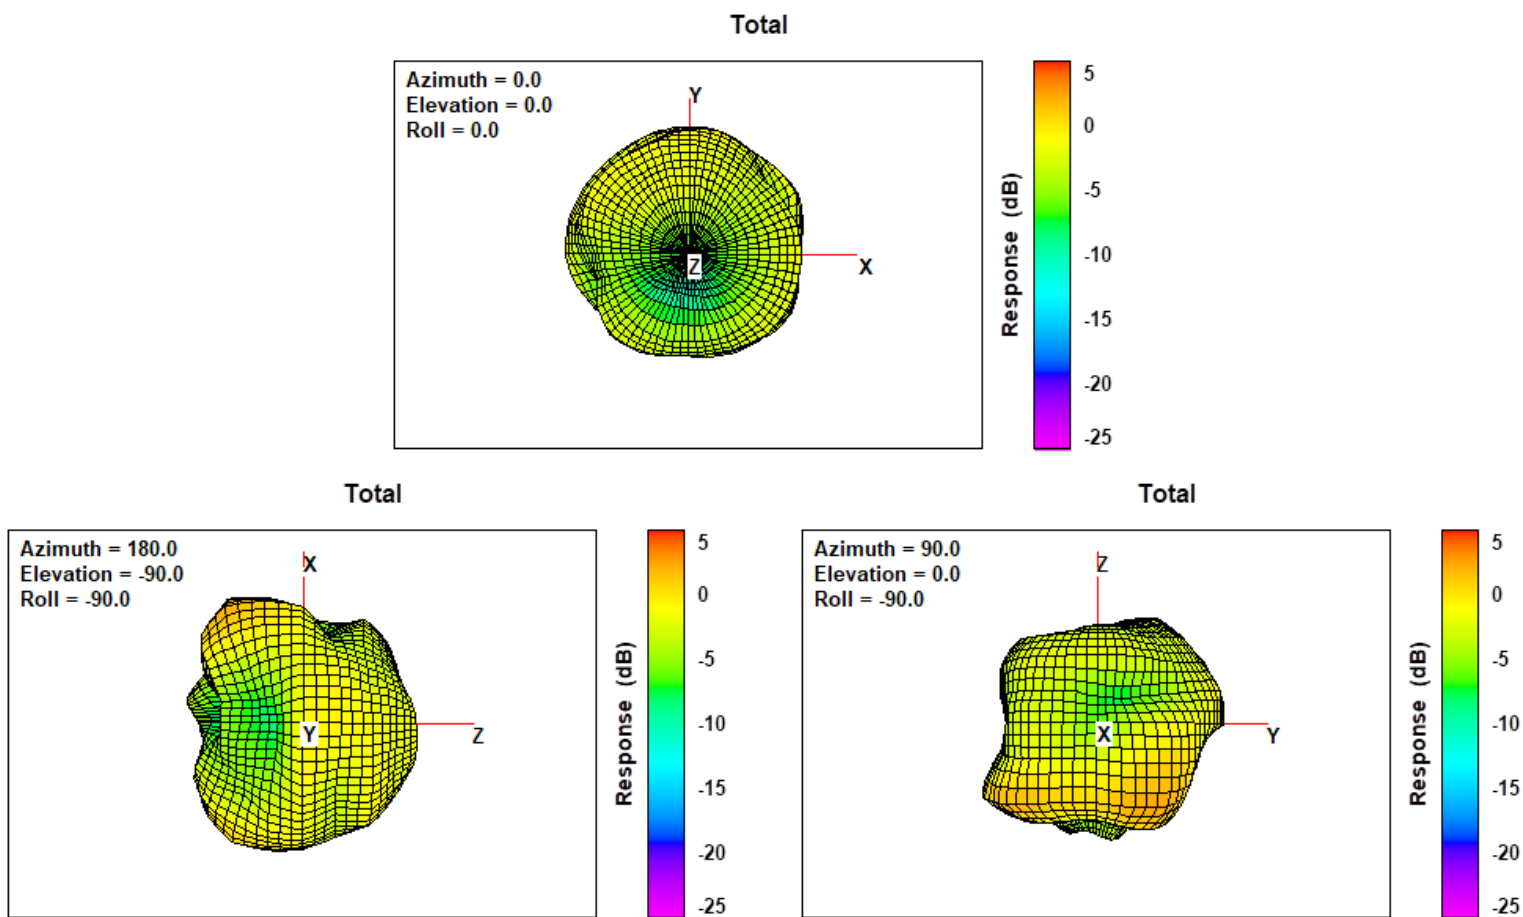 Total
Azimuth = 0.0
Elevation = 0.0
Roll = 0.0
Y
Z
X
Response (dB)
5
0
-5
-10
-15
-20
-25
Total
Azimuth = 180.0
Elevation = -90.0
Roll = -90.0
X
Y
Z
Response (dB)
5
0
-5
-10
-15
-20
-25
Total
Azimuth = 90.0
Elevation = 0.0
Roll = -90.0
Z
X
Y
Response (dB)
5
0
-5
-10
-15
-20
-25